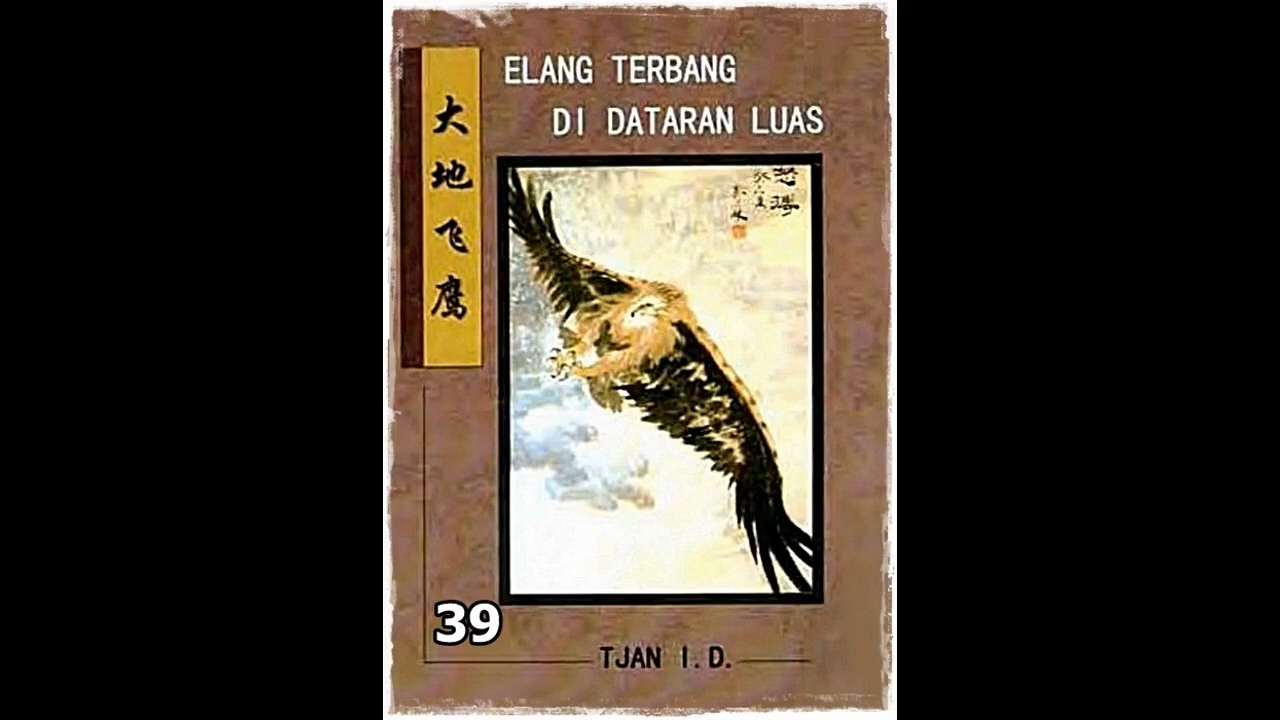 ELANG TERBANG
DI DATARAN LUAS
大地飞鹰
39
TJAN I.D.